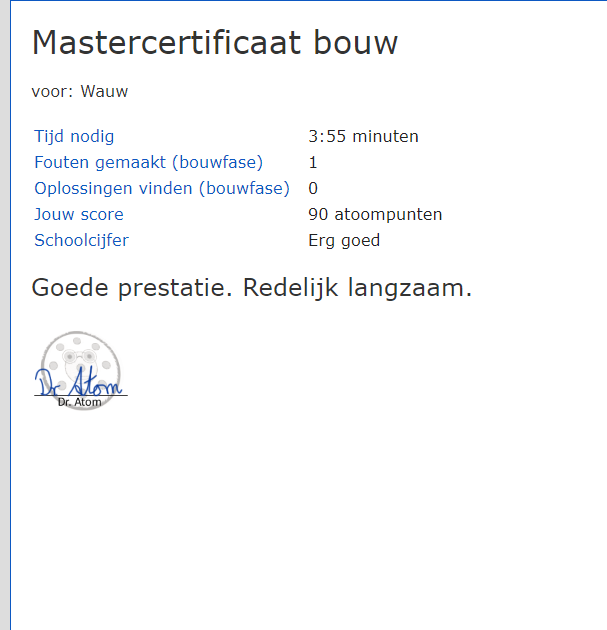 Mastercertificaat bouw
voor: Wauw
Tijd nodig 3:55 minuten
Fouten gemaakt (bouwfase) 1
Oplossingen vinden (bouwfase) 0
Jouw score 90 atoompunten
Schoolcijfer Erg goed
Goede prestatie. Redelijk langzaam.
Dr Atom
Dr. Atom